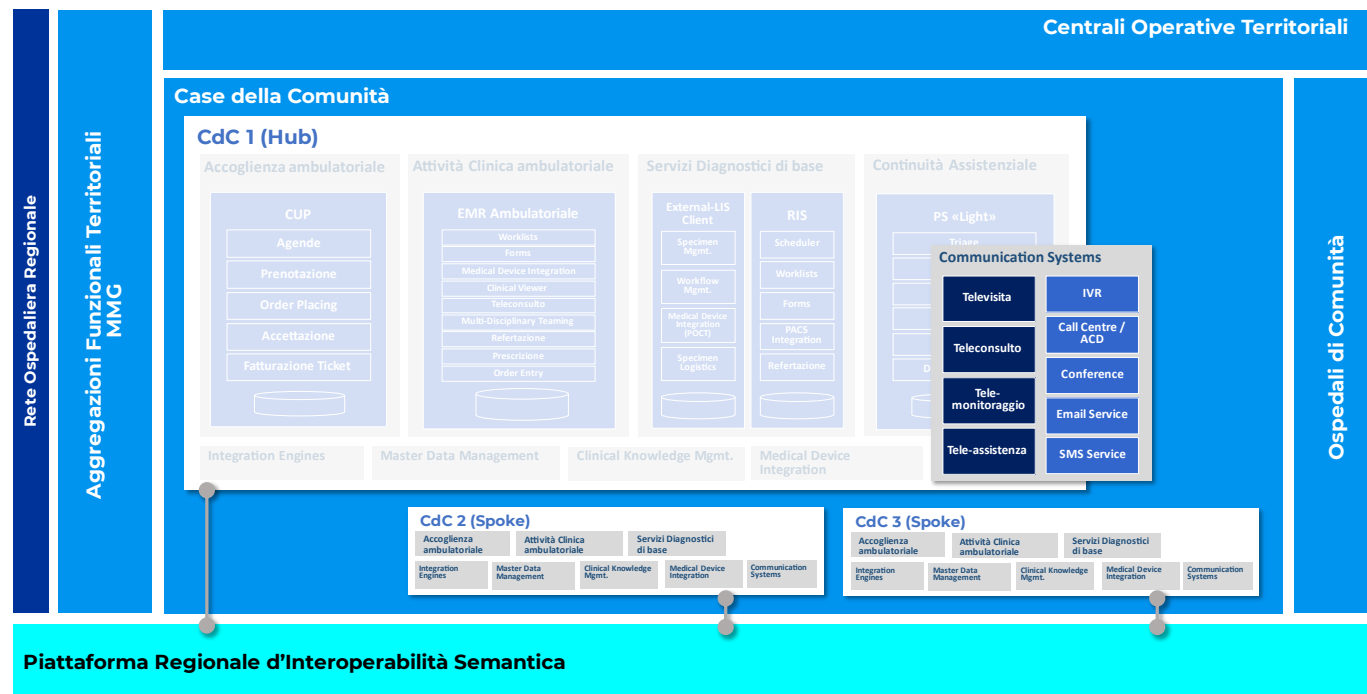 Rete Ospedaliera Regionale
Aggregazioni Funzionali Territoriali
MMG
Centrali Operative Territoriali
Case della Comunità
CdC 1 (Hub)
Accoglienza ambulatoriale
CUP
Agende
Prenotazione
Order Placing
Accettazione
Fatturazione Ticket
Attività Clinica ambulatoriale
EMR Ambulatoriale
Worklists
Forms
Medical Device Integration
Clinical Viewer
Teleconsulto
Multi-Disciplinary Teaming
Refertazione
Prescrizione
Order Entry
Servizi Diagnostici di base
External-LIS
Client
Specimen
Mgmt.
Workflow
Mgmt.
Medical Device
Integration
(POCT)
Specimen
Logistics
RIS
Scheduler
Worklists
Forms
PACS
Integration
Refertazione
Continuità Assistenziale
PS «Light»
Triage
D
Communication Systems
Televisita
Teleconsulto
Tele-
monitoraggio
Tele-assistenza
IVR
Call Centre /
ACD
Conference
Email Service
SMS Service
Integration Engines
Master Data Management
Clinical Knowledge Mgmt.
Medical Device
Integration
CdC 2 (Spoke)
Accoglienza
ambulatoriale
Attività Clinica
ambulatoriale
Servizi Diagnostici
di base
Integration
Engines
Master Data
Management
Clinical Knowledge
Mgmt.
Medical Device
Integration
Communication
Systems
CdC 3 (Spoke)
Accoglienza
ambulatoriale
Attività Clinica
ambulatoriale
Servizi Diagnostici
di base
Integration
Engines
Master Data
Management
Clinical Knowledge
Mgmt.
Medical Device
Integration
Communication
Systems
Ospedali di Comunità
Piattaforma Regionale d'Interoperabilità Semantica